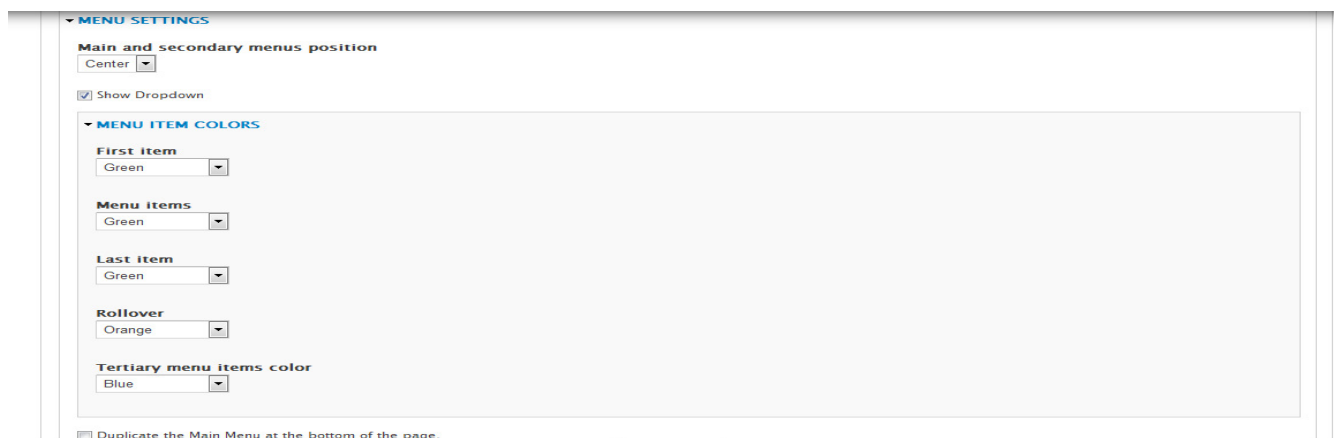 MENU SETTINGS
Main and secondary menus position
Center
Show Dropdown
MENU ITEM COLORS
First item
Green
Menu items
Green
Last item
Green
Rollover
Orange
Tertiary menu items color
Blue
Duplicate the Main Menu at the bottom of the page.